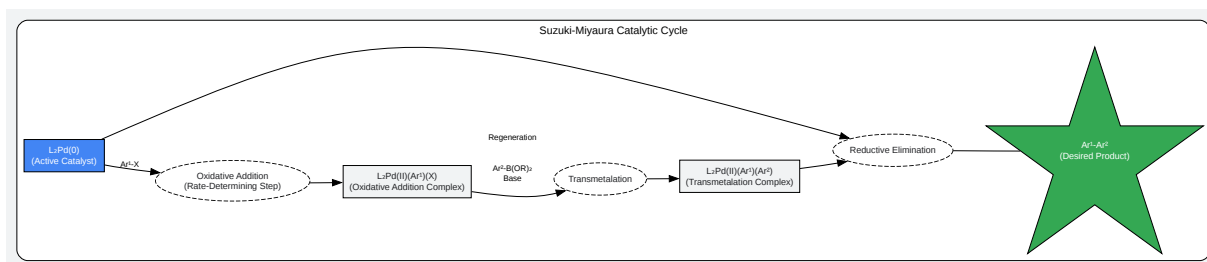 Suzuki-Miyaura Catalytic Cycle
L₂Pd(0)
(Active Catalyst)
Ar¹-X
Oxidative Addition
(Rate-Determining Step)
L₂Pd(II)(Ar¹)(X)
(Oxidative Addition Complex)
Regeneration
Ar²-B(OR)₂
Base
Transmetalation
L₂Pd(II)(Ar¹)(Ar²)
(Transmetalation Complex)
Reductive Elimination
Ar¹-Ar²
(Desired Product)